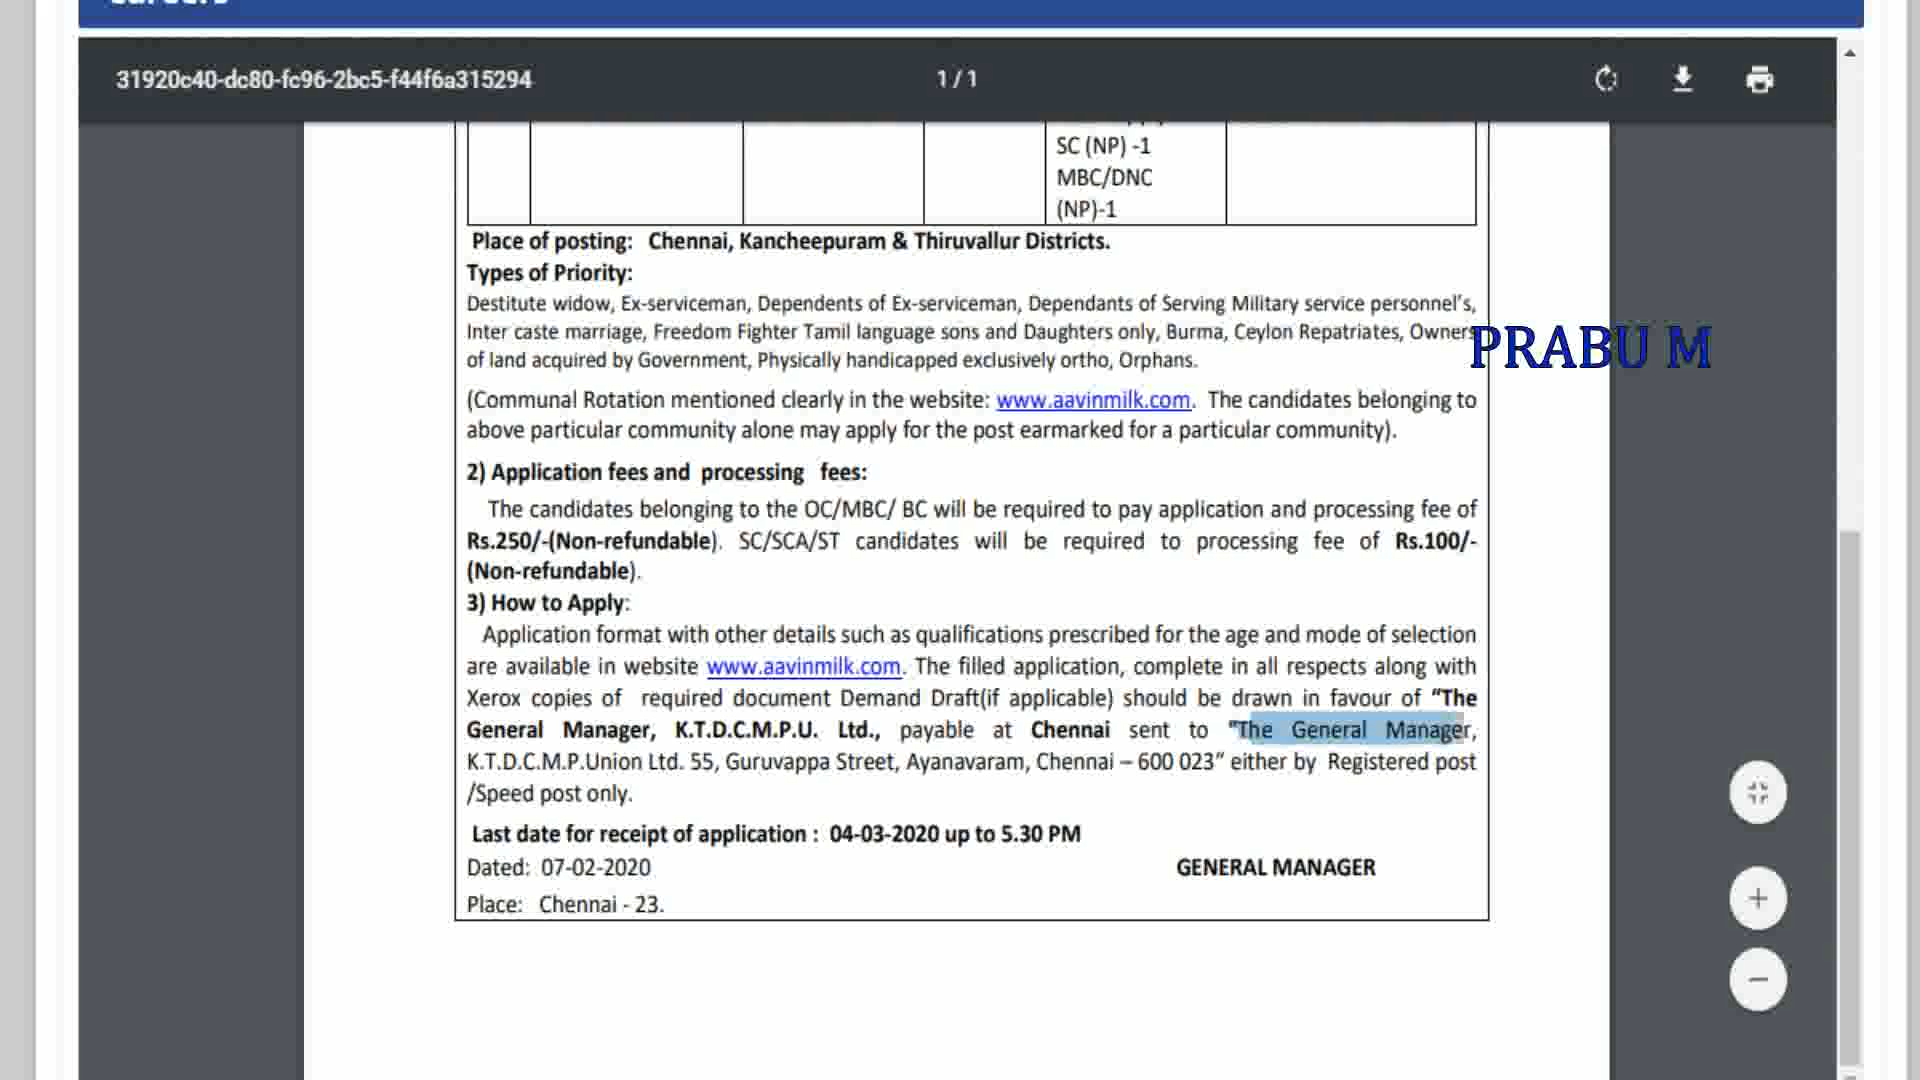 31920c40-dc80-fc96-2bc5-f44f6a315294
1 / 1
SC (NP) -1
MBC/DNC
(NP)-1
Place of posting: Chennai, Kancheepuram & Thiruvallur Districts.
Types of Priority:
Destitute widow, Ex-serviceman, Dependents of Ex-serviceman, Dependants of Serving Military service personnel's,
Inter caste marriage, Freedom Fighter Tamil language sons and Daughters only, Burma, Ceylon Repatriates, Owners
PRABU M
of land acquired by Government, Physically handicapped exclusively ortho, Orphans.
(Communal Rotation mentioned clearly in the website: www.aavinmilk.com. The candidates belonging to
above particular community alone may apply for the post earmarked for a particular community).
2) Application fees and processing fees:
The candidates belonging to the OC/MBC/ BC will be required to pay application and processing fee of
Rs.250/-(Non-refundable). SC/SCA/ST candidates will be required to processing fee of Rs.100/-
(Non-refundable).
3) How to Apply:
Application format with other details such as qualifications prescribed for the age and mode of selection
are available in website www.aavinmilk.com. The filled application, complete in all respects along with
Xerox copies of required document Demand Draft(if applicable) should be drawn in favour of "The
General Manager, K.T.D.C.M.P.U. Ltd., payable at Chennai sent to "The General Manager,
K.T.D.C.M.P.Union Ltd. 55, Guruvappa Street, Ayanavaram, Chennai – 600 023" either by Registered post
/Speed post only.
Last date for receipt of application : 04-03-2020 up to 5.30 PM
Dated: 07-02-2020 GENERAL MANAGER
Place: Chennai - 23.